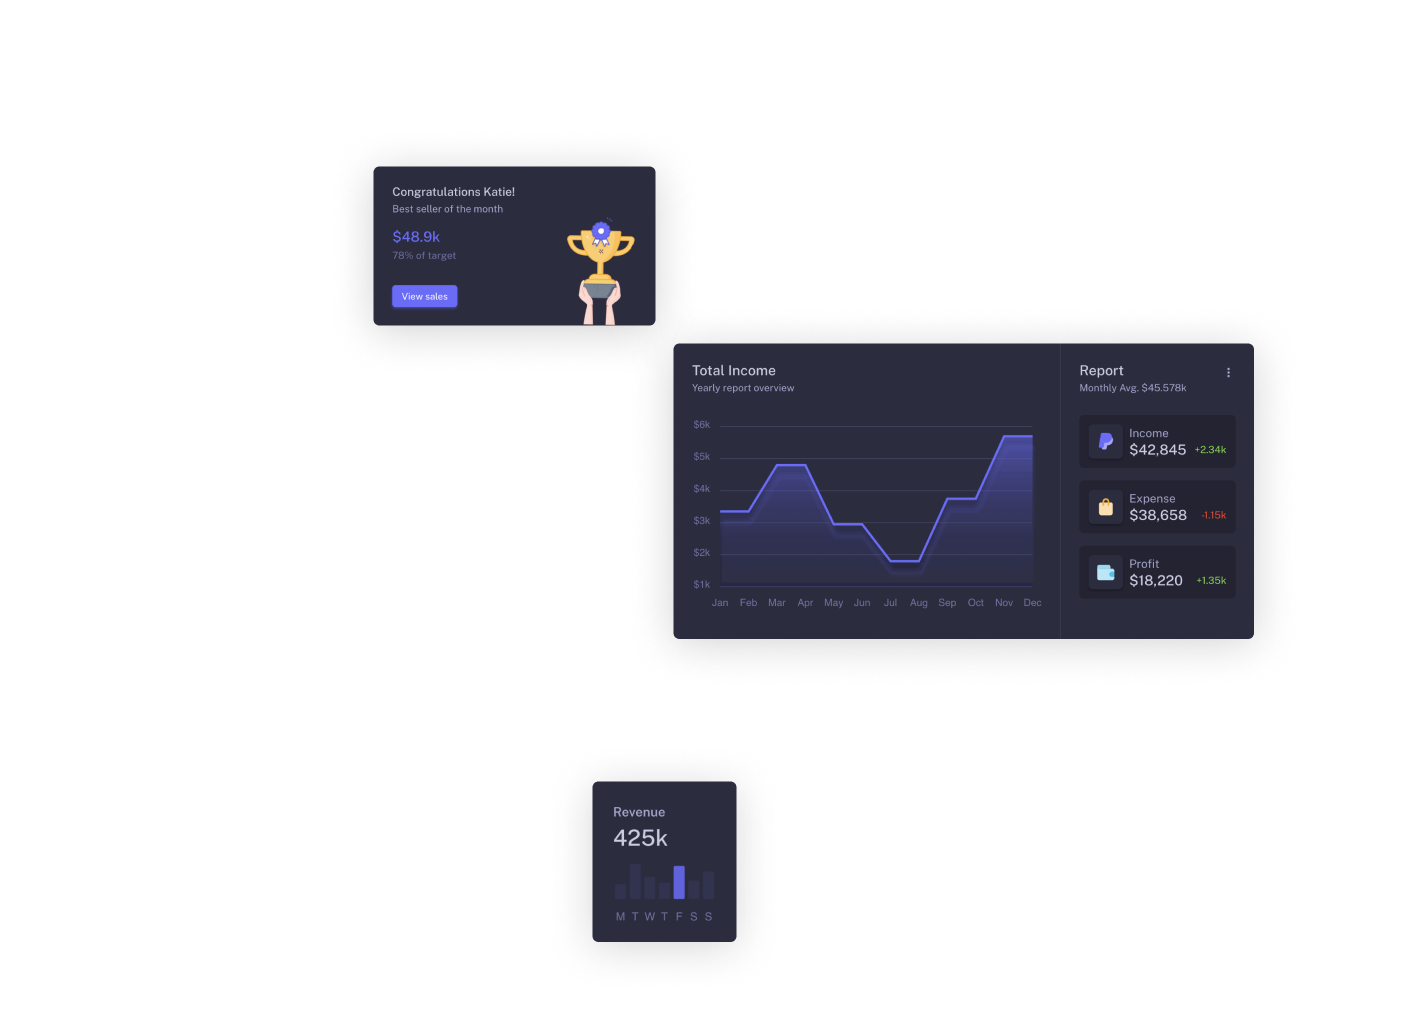 Congratulations Katie!
Best seller of the month
$48.9k
78% of target
View sales
Total Income
Yearly report overview
$6k
$5k
$4k
$3k
$2k
$1k
Jan Feb Mar Apr May Jun Jul Aug Sep Oct Nov Dec
Report
Monthly Avg. $45.578k
Income
$42,845 +2.34k
Expense
$38,658 -1.15k
Profit
$18,220 +1.35k
Revenue
425k
M T W T F S S